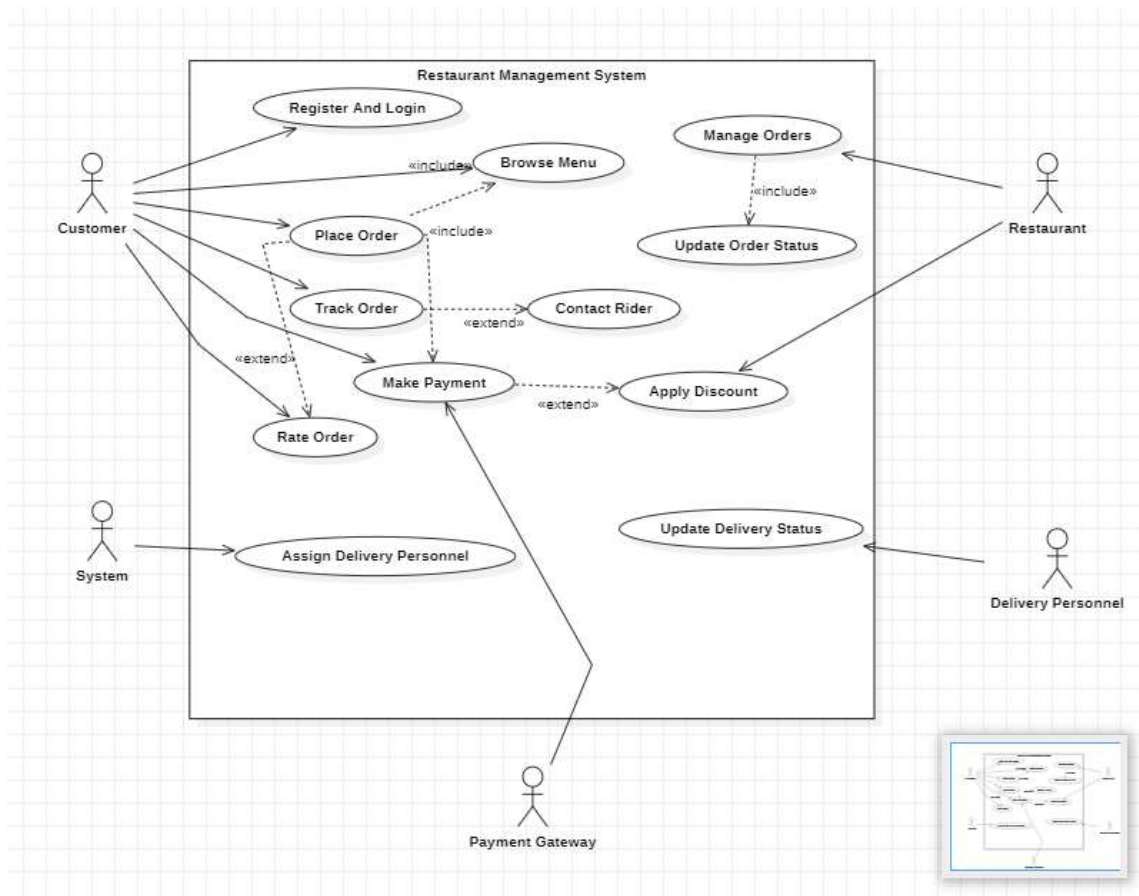 Restaurant Management System
Register And Login
Manage Orders
«include»
Browse Menu
«include»
Customer
Place Order
«include»
Restaurant
Update Order Status
Track Order
Contact Rider
«extend»
«extend»
Make Payment
Apply Discount
«extend»
Rate Order
System
Assign Delivery Personnel
Update Delivery Status
Delivery Personnel
Payment Gateway